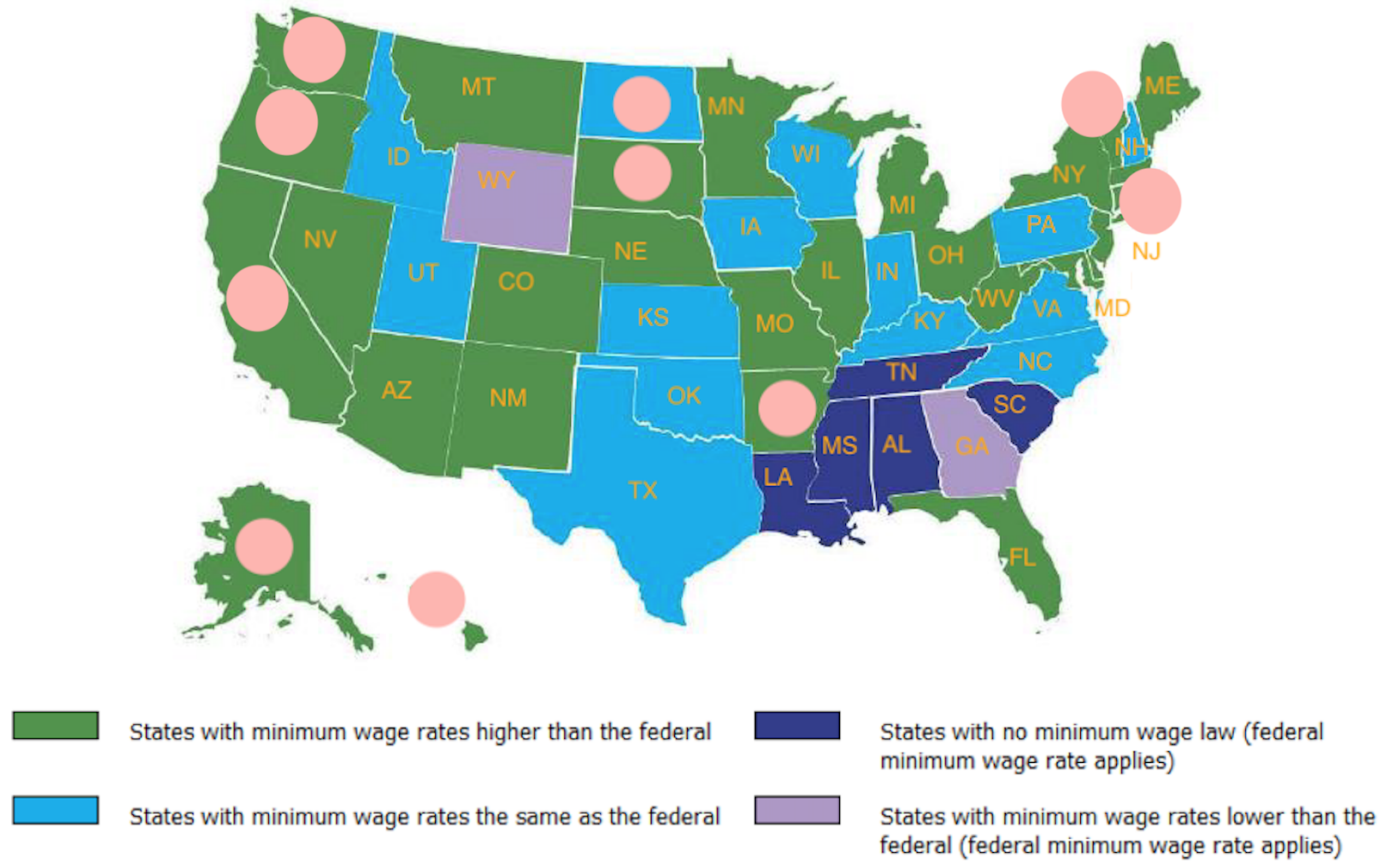 MT
MN
ME
ID
WI
NH
WY
NY
MI
IA
PA
NV
NE
OH
NJ
UT
CO
IL
IN
WV
VA
MD
KS
MO
KY
NC
TN
AZ
NM
OK
SC
MS
AL
GA
LA
TX
FL
States with minimum wage rates higher than the federal
States with no minimum wage law (federal
minimum wage rate applies)
States with minimum wage rates the same as the federal
States with minimum wage rates lower than the
federal (federal minimum wage rate applies)